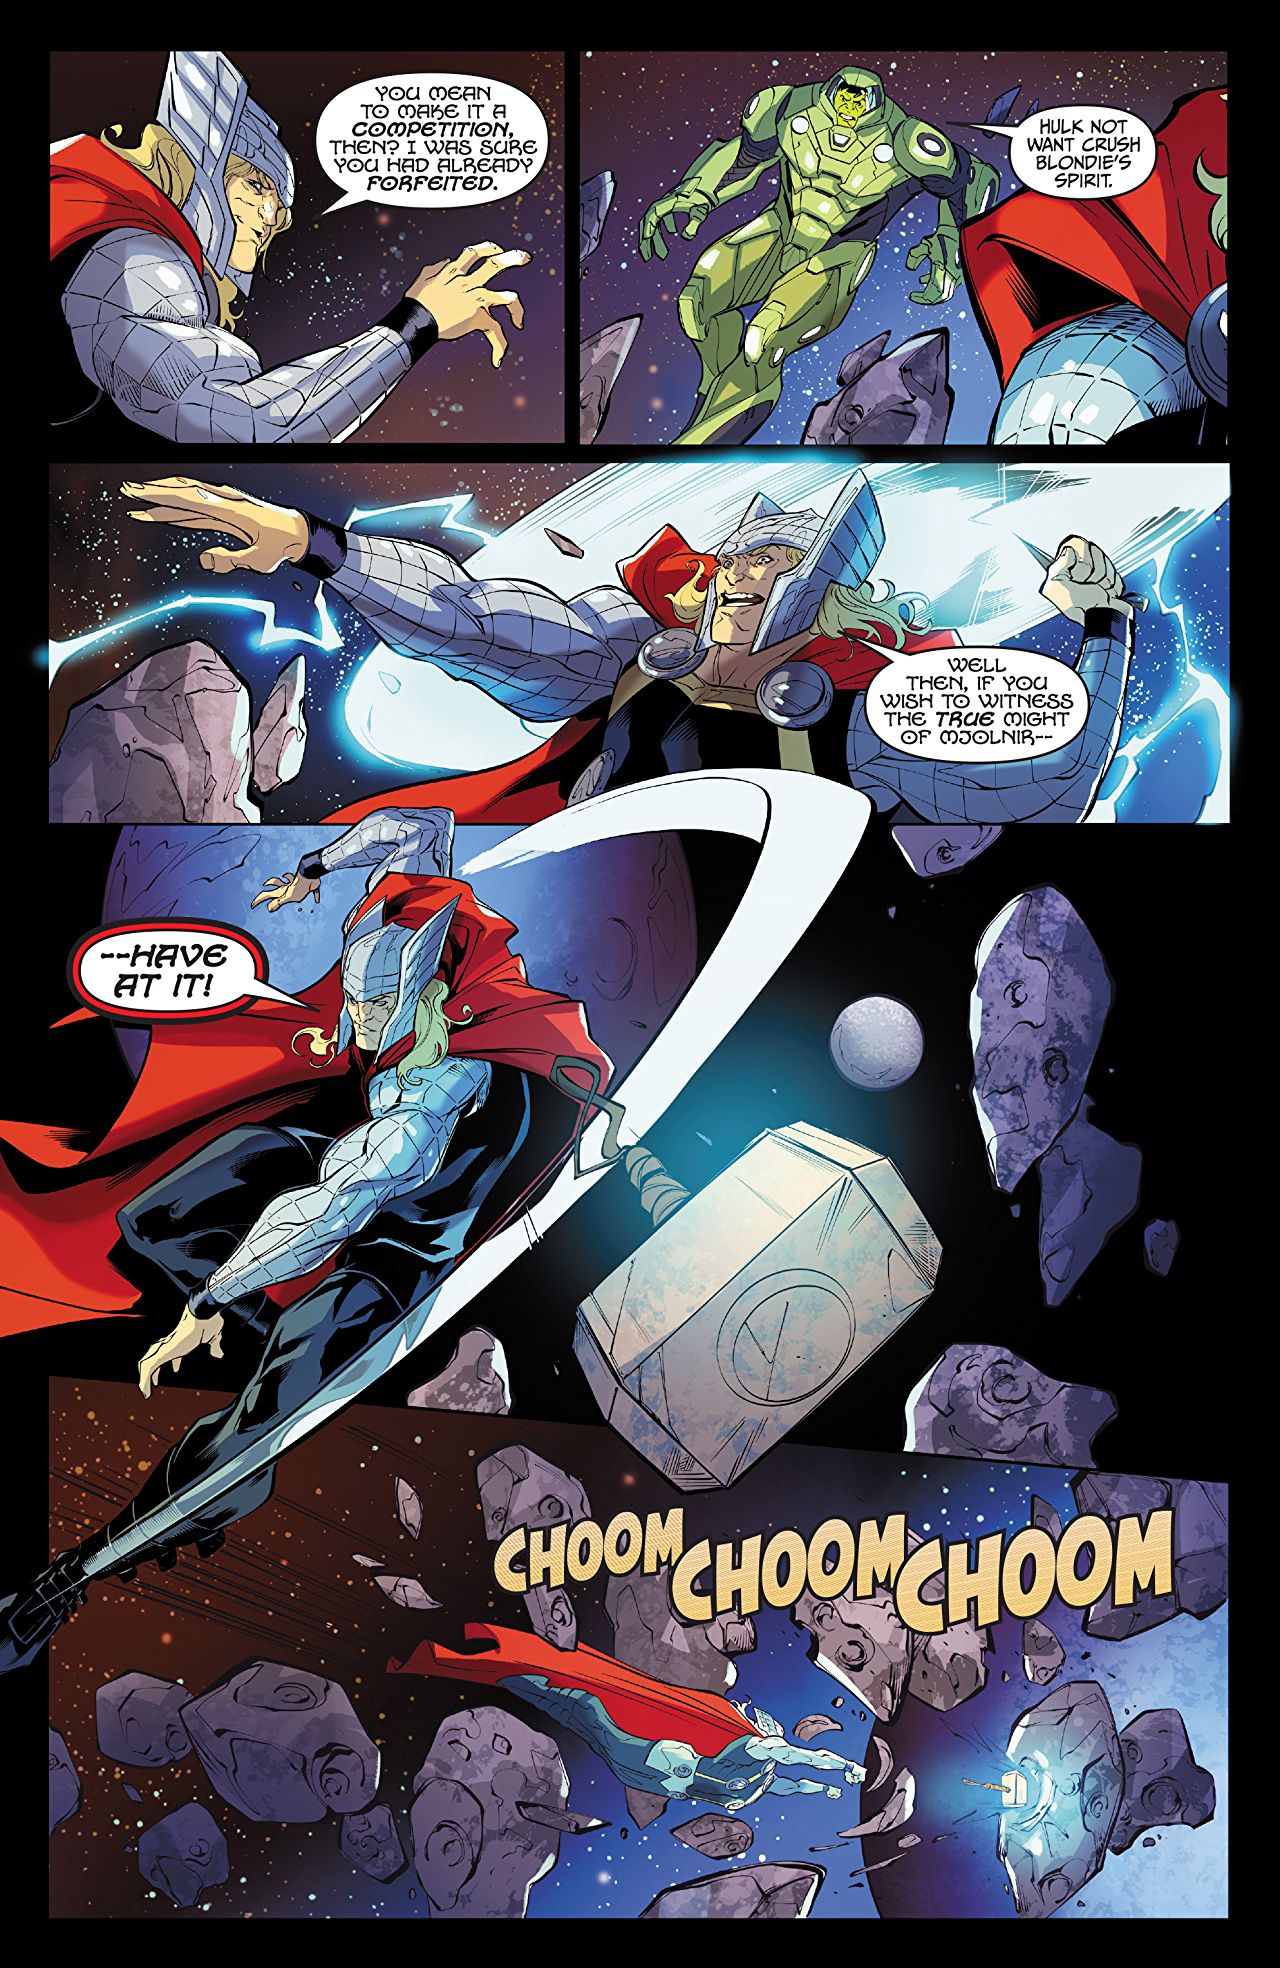 YOU MEAN
TO MAKE IT A
COMPETITION,
THEN? I WAS SURE
YOU HAD ALREADY
FORFEITED.
HULK NOT
WANT CRUSH
BLONDIE'S
SPIRIT.
WELL
THEN, IF YOU
WISH TO WITNESS
THE TRUE MIGHT
OF MJOLNIR--
--HAVE
AT IT!
CHOOM CHOOM CHOOM